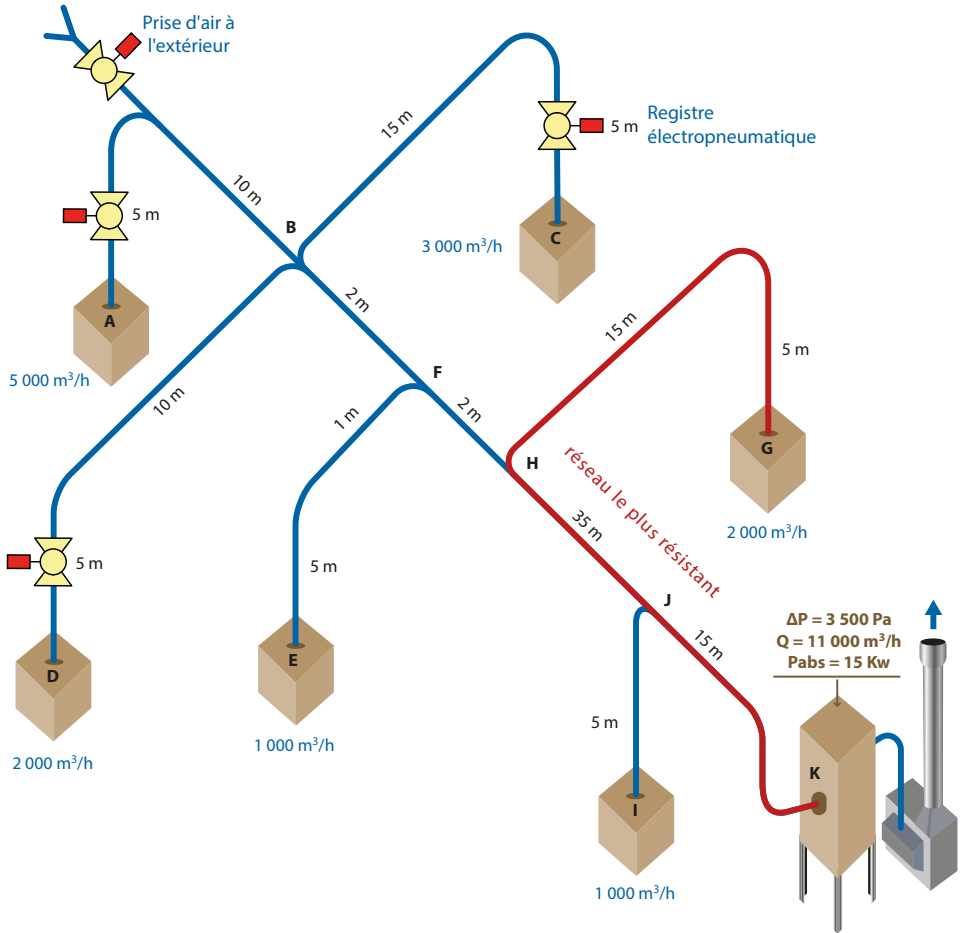 Prise d'air à
l'extérieur
15 m
5 m
Registre
électropneumatique
10 m
5 m
B
C
3 000 m³/h
2 m
A
15 m
5 m
5 000 m³/h
F
10 m
1 m
2 m
G
H
réseau le plus résistant
2 000 m³/h
35 m
5 m
5 m
J
ΔP = 3 500 Pa
Q = 11 000 m³/h
Pabs = 15 Kw
15 m
D
E
5 m
1 000 m³/h
2 000 m³/h
K
I
1 000 m³/h